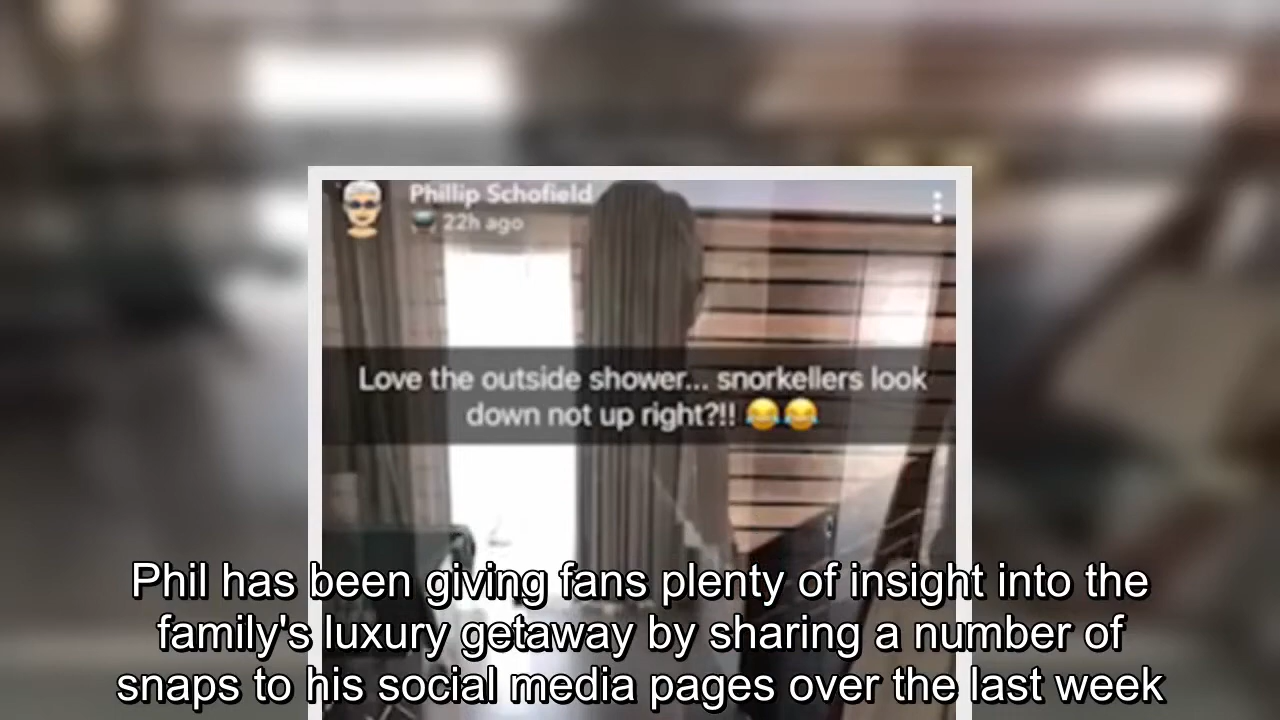 Phillip Schofield
22h ago
Love the outside shower... snorkellers look
down not up right?!! 😂😂
Phil has been giving fans plenty of insight into the
family's luxury getaway by sharing a number of
snaps to his social media pages over the last week